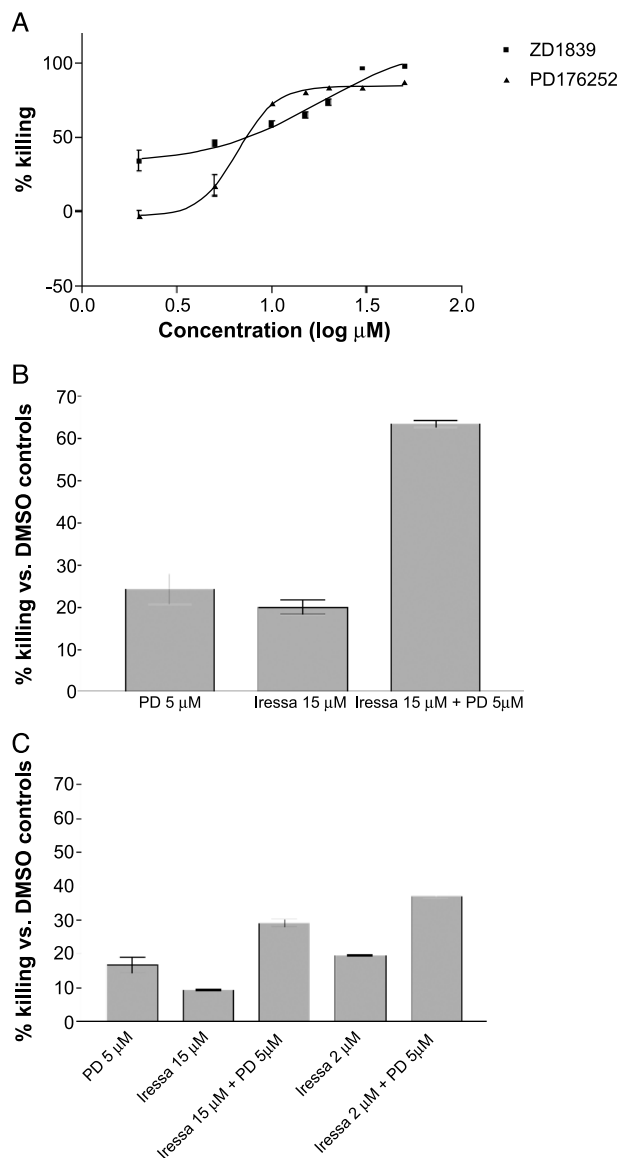 A
ZD1839
PD176252
100
50
0
-50
% killing
0.0 0.5 1.0 1.5 2.0
Concentration (log μM)
B
% killing vs. DMSO controls
70
60
50
40
30
20
10
0
PD 5 μM Iressa 15 μM Iressa 15 μM + PD 5μM
C
% killing vs. DMSO controls
70
60
50
40
30
20
10
0
PD 5 μM
Iressa 15 μM
Iressa 15 μM + PD 5μM
Iressa 2 μM
Iressa 2 μM + PD 5μM